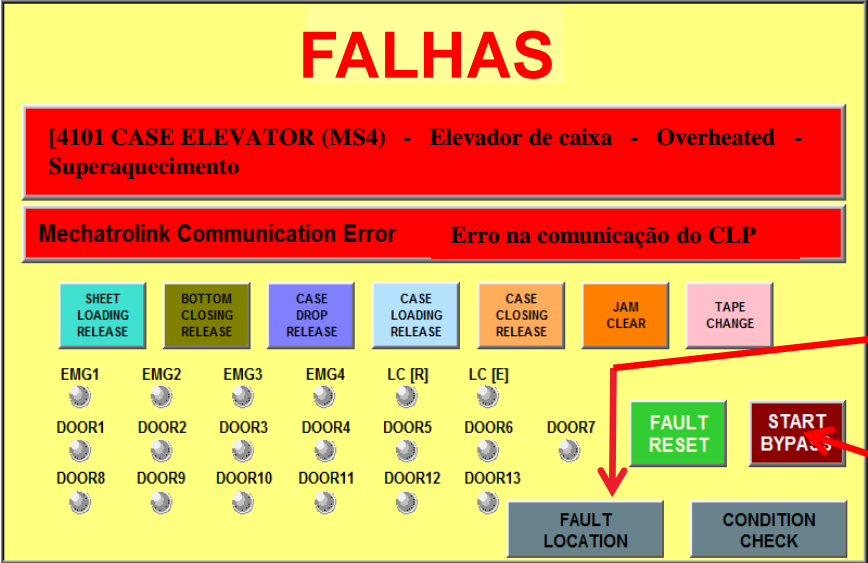 FALHAS
[4101 CASE ELEVATOR (MS4) - Elevador de caixa - Overheated -
Superaquecimento
Mechatrolink Communication Error Erro na comunicação do CLP
SHEET LOADING RELEASE
BOTTOM CLOSING RELEASE
CASE DROP RELEASE
CASE LOADING RELEASE
CASE CLOSING RELEASE
JAM CLEAR
TAPE CHANGE
EMG1 EMG2 EMG3 EMG4 LC [R] LC [E]
DOOR1 DOOR2 DOOR3 DOOR4 DOOR5 DOOR6 DOOR7
DOOR8 DOOR9 DOOR10 DOOR11 DOOR12 DOOR13
FAULT
RESET
START
BYPASS
FAULT
LOCATION
CONDITION
CHECK